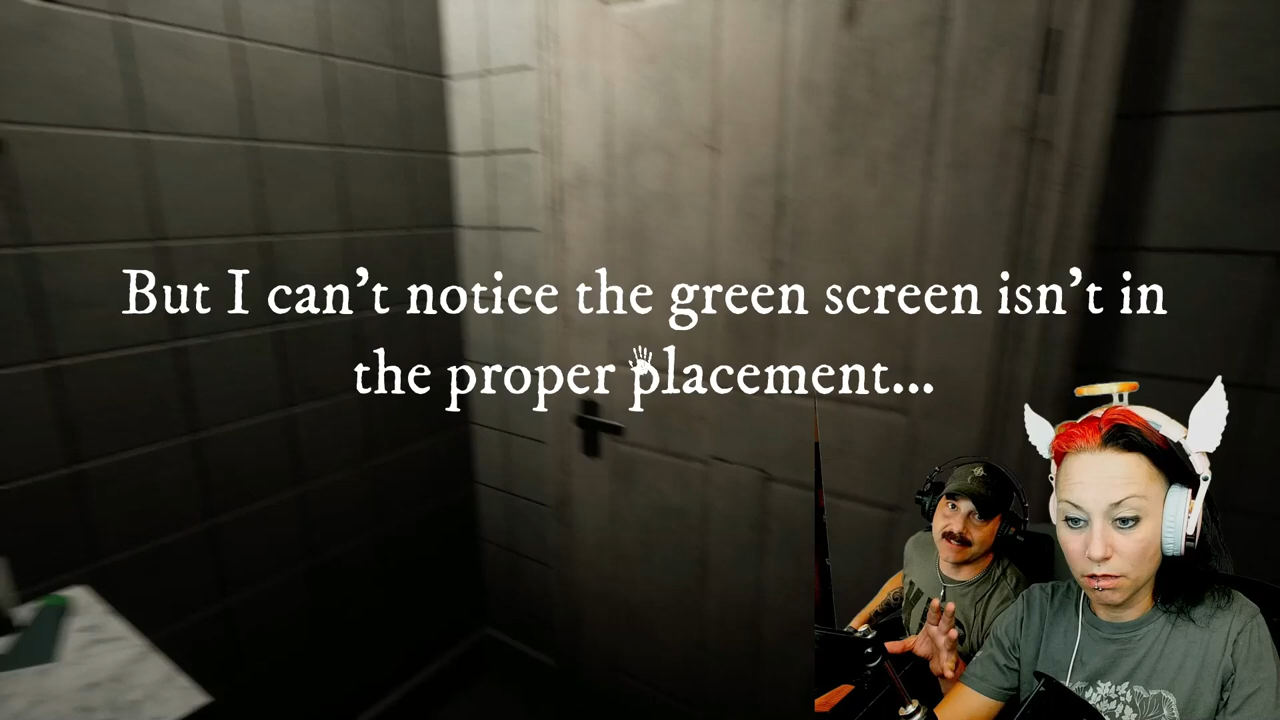 But I can't notice the green screen isn't in
the proper placement...